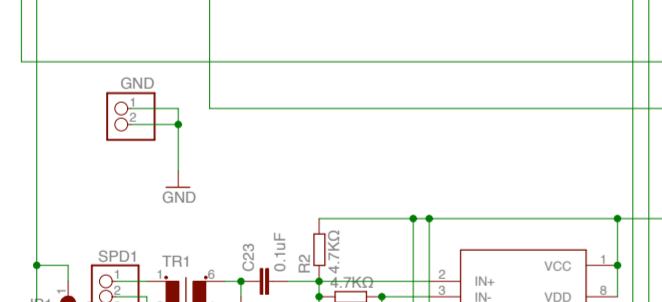 GND
1
2
GND
SPD1
1
2
TR1
1
6
C23
0.1uF
R2
4.7KΩ
4.7KΩ
2
IN+
3
IN-
VCC
1
VDD
8
1